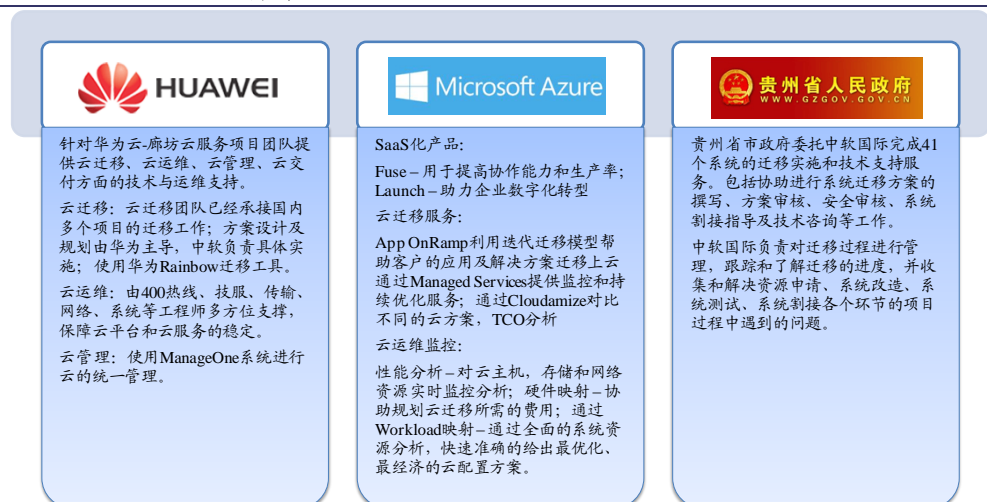 HUAWEI
针对华为云-廊坊云服务项目团队提
供云迁移、云运维、云管理、云交
付方面的技术与运维支持。
云迁移：云迁移团队已经承接国内
多个项目的迁移工作；方案设计及
规划由华为主导，中软负责具体实
施；使用华为Rainbow迁移工具。
云运维：由400热线、技服、传输、
网络、系统等工程师多方位支撑，
保障云平台和云服务的稳定。
云管理：使用ManageOne系统进行
云的统一管理。
Microsoft Azure
SaaS化产品:
Fuse – 用于提高协作能力和生产率；
Launch – 助力企业数字化转型
云迁移服务：
App OnRamp利用迭代迁移模型帮
助客户的应用及解决方案迁移上云
通过Managed Services提供监控和持
续优化服务；通过Cloudamize对比
不同的云方案，TCO分析
云运维监控：
性能分析 – 对云主机，存储和网络
资源实时监控分析；硬件映射 – 协
助规划云迁移所需的费用；通过
Workload映射 – 通过全面的系统资
源分析，快速准确的给出最优化、
最经济的云配置方案。
贵州省人民政府
WWW.GZGOV.GOV.CN
贵州省市政府委托中软国际完成41
个系统的迁移实施和技术支持服
务。包括协助进行系统迁移方案的
撰写、方案审核、安全审核、系统
割接指导及技术咨询等工作。
中软国际负责对迁移过程进行管
理，跟踪和了解迁移的进度，并收
集和解决资源申请、系统改造、系
统测试、系统割接各个环节的项目
过程中遇到的问题。